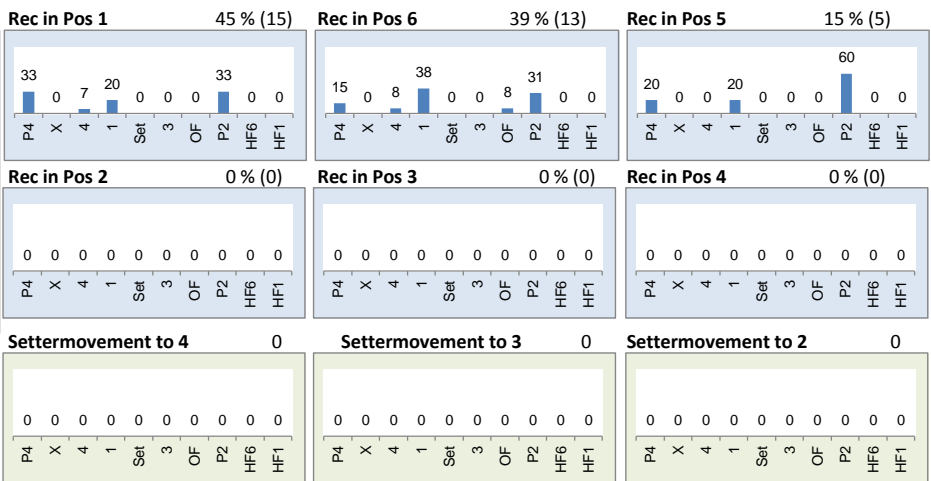 Rec in Pos 1 45 % (15) Rec in Pos 6 39 % (13) Rec in Pos 5 15 % (5)
33 0 7 20 0 0 0 33 0 0 15 0 8 38 0 0 8 31 0 0 20 0 0 20 0 0 0 60 0 0
P4 X 4 1 Set 3 OF P2 HF6 HF1 P4 X 4 1 Set 3 OF P2 HF6 HF1 P4 X 4 1 Set 3 OF P2 HF6 HF1
Rec in Pos 2 0 % (0) Rec in Pos 3 0 % (0) Rec in Pos 4 0 % (0)
0 0 0 0 0 0 0 0 0 0 0 0 0 0 0 0 0 0 0 0 0 0 0 0 0 0 0 0 0 0
P4 X 4 1 Set 3 OF P2 HF6 HF1 P4 X 4 1 Set 3 OF P2 HF6 HF1 P4 X 4 1 Set 3 OF P2 HF6 HF1
Settermovement to 4 0 Settermovement to 3 0 Settermovement to 2 0
0 0 0 0 0 0 0 0 0 0 0 0 0 0 0 0 0 0 0 0 0 0 0 0 0 0 0 0 0 0
P4 X 4 1 Set 3 OF P2 HF6 HF1 P4 X 4 1 Set 3 OF P2 HF6 HF1 P4 X 4 1 Set 3 OF P2 HF6 HF1